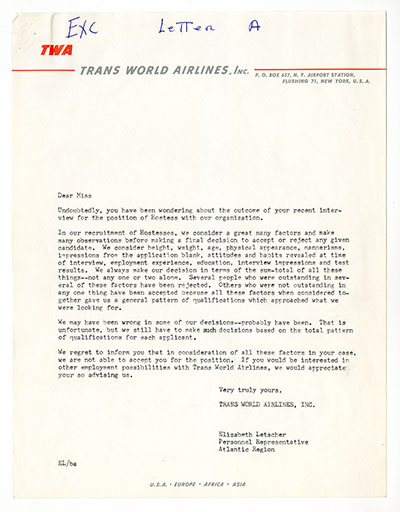 EXC Letter A
TWA
TRANS WORLD AIRLINES, INC.
P. O. BOX 637, N. Y. AIRPORT STATION,
FLUSHING 71, NEW YORK, U.S.A.
Dear Miss
Undoubtedly, you have been wondering about the outcome of your recent inter-
view for the position of Hostess with our organization.
In our recruitment of Hostesses, we consider a great many factors and make
many observations before making a final decision to accept or reject any given
candidate. We consider height, weight, age, physical appearance, mannerisms,
impressions from the application blank, attitudes and habits revealed at time
of interview, employment experience, education, interview impressions and test
results. We always make our decision in terms of the sum-total of all these
things--not any one or two alone. Several people who were outstanding in sev-
eral of these factors have been rejected. Others who were not outstanding in
any one thing have been accepted because all these factors when considered to-
gether gave us a general pattern of qualifications which approached what we
were looking for.
We may have been wrong in some of our decisions--probably have been. That is
unfortunate, but we still have to make such decisions based on the total pattern
of qualifications for each applicant.
We regret to inform you that in consideration of all these factors in your case,
we are not able to accept you for the position. If you would be interested in
other employment possibilities with Trans World Airlines, we would appreciate
your so advising us.
Very truly yours,
TRANS WORLD AIRLINES, INC.
Elizabeth Letscher
Personnel Representative
Atlantic Region
EL/ba
U.S.A. · EUROPE · AFRICA · ASIA